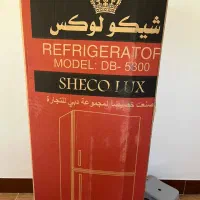 شيكو لوكس
REFRIGERATOR
MODEL: DB- 5300
SHECO LUX
صنعت خصيصا لمجموعة دبي للتجارة